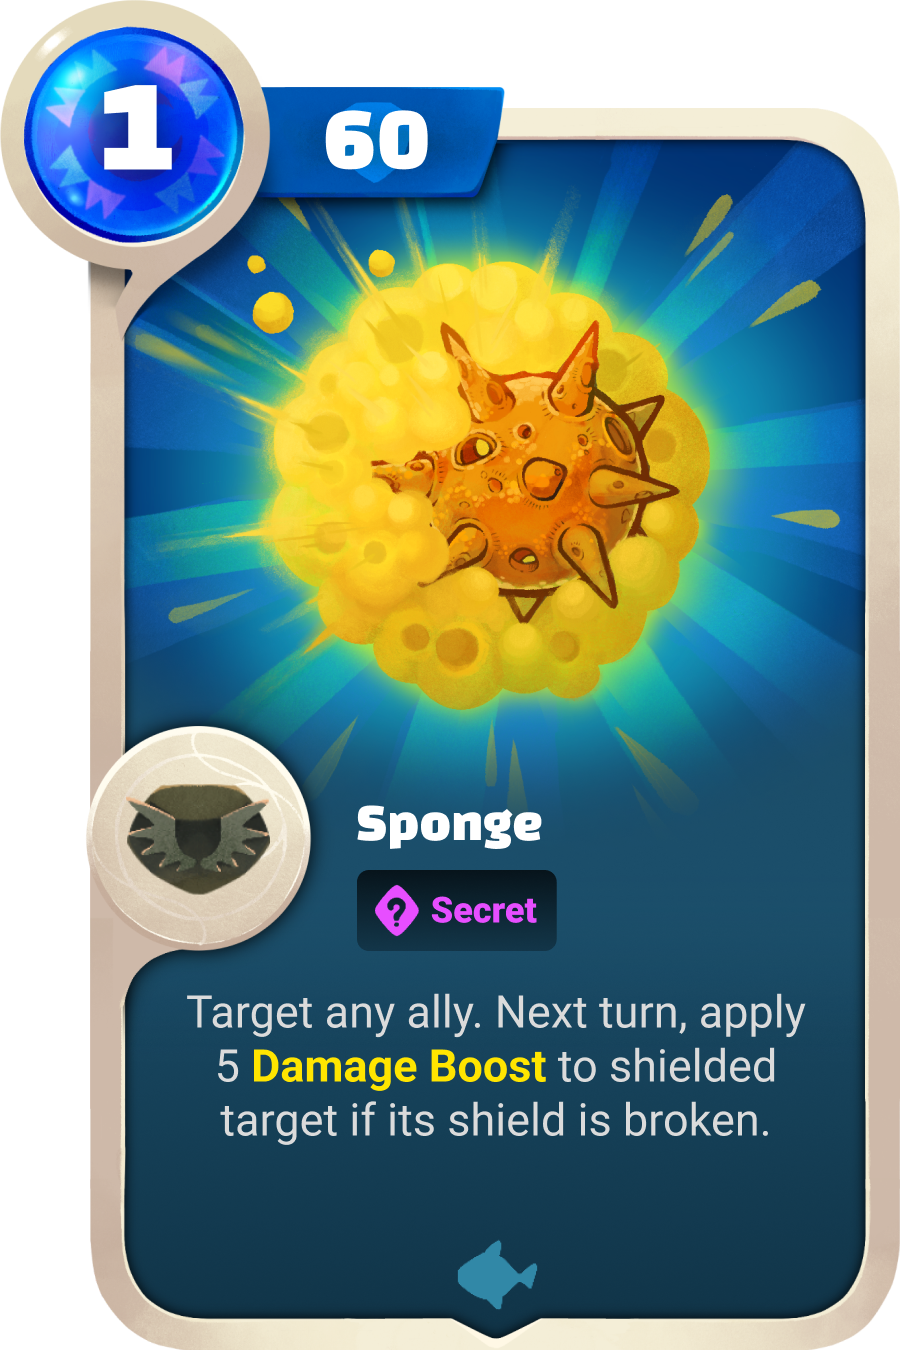 1
60
Sponge
? Secret
Target any ally. Next turn, apply
5 Damage Boost to shielded
target if its shield is broken.